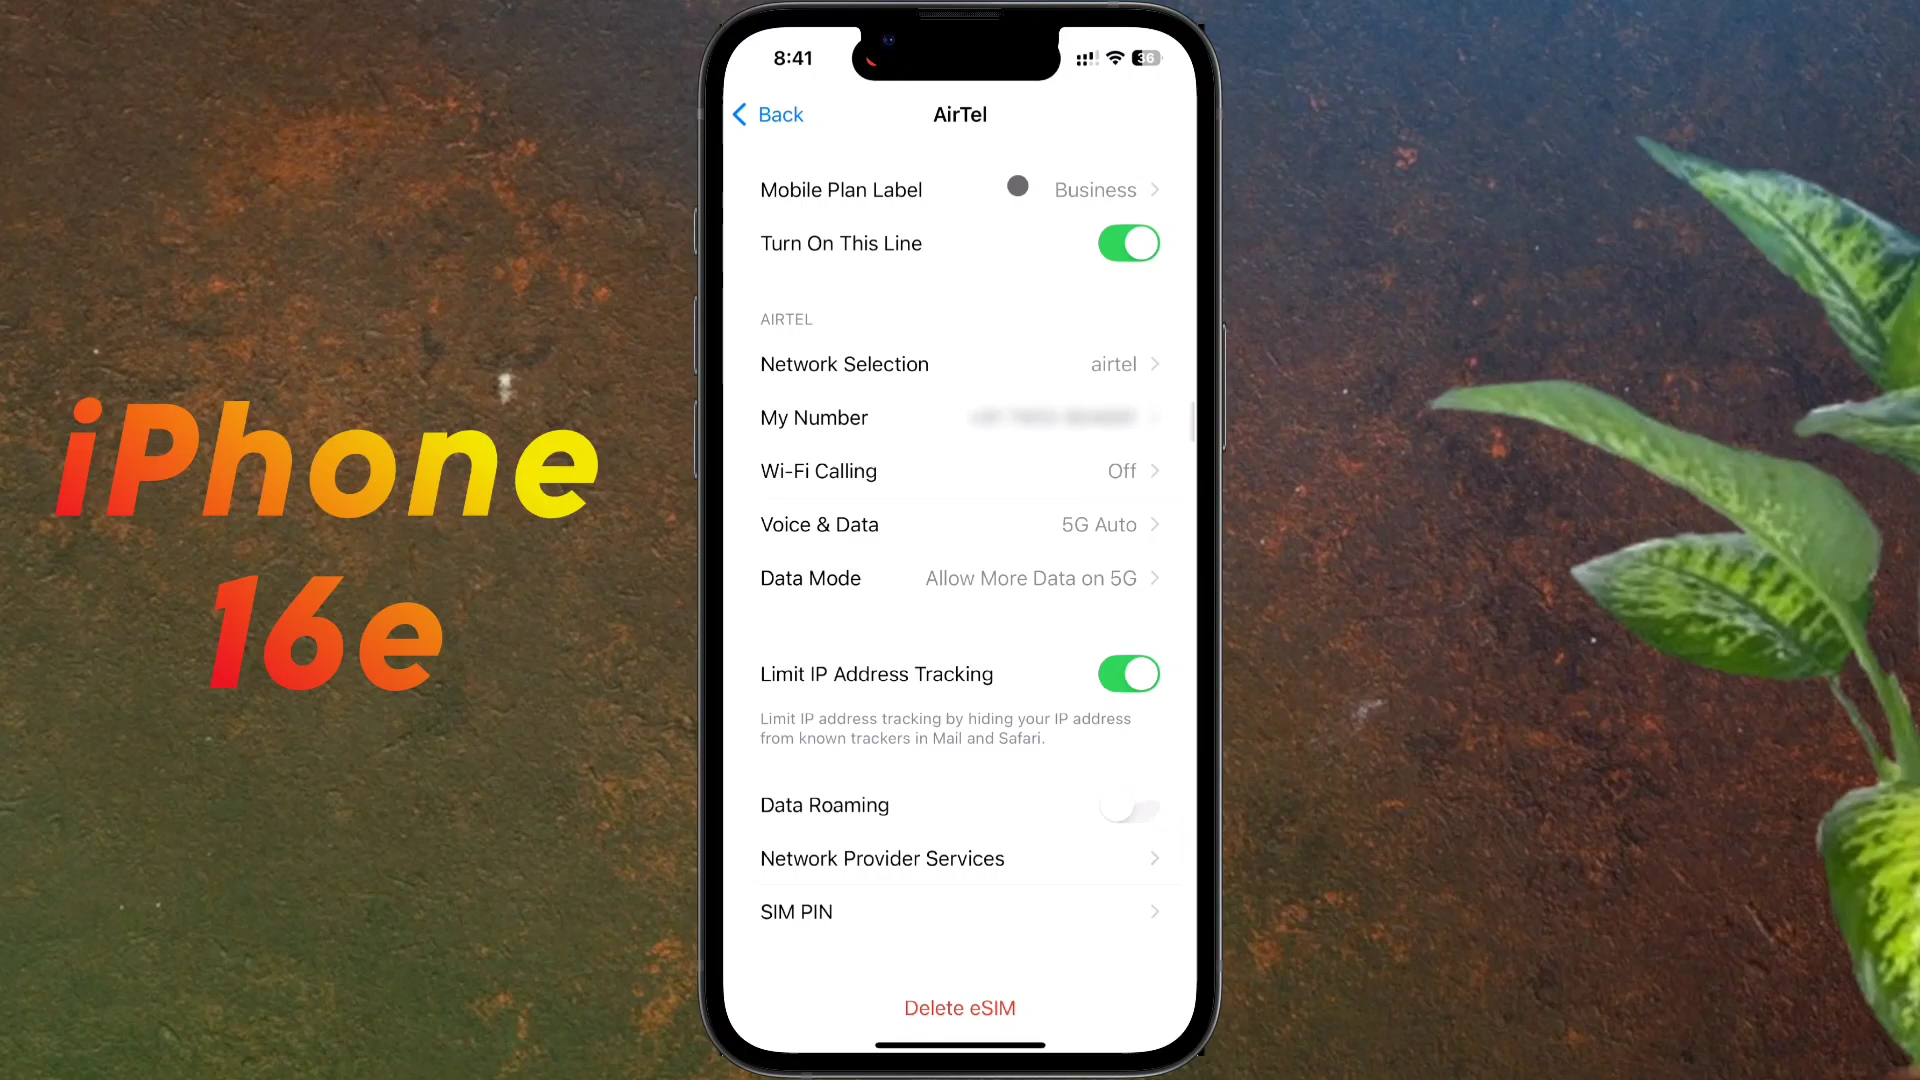 iPhone
16e
8:41
36
Back
AirTel
Mobile Plan Label
Business
Turn On This Line
AIRTEL
Network Selection
airtel
My Number
Wi-Fi Calling
Off
Voice & Data
5G Auto
Data Mode
Allow More Data on 5G
Limit IP Address Tracking
Limit IP address tracking by hiding your IP address
from known trackers in Mail and Safari.
Data Roaming
Network Provider Services
SIM PIN
Delete eSIM